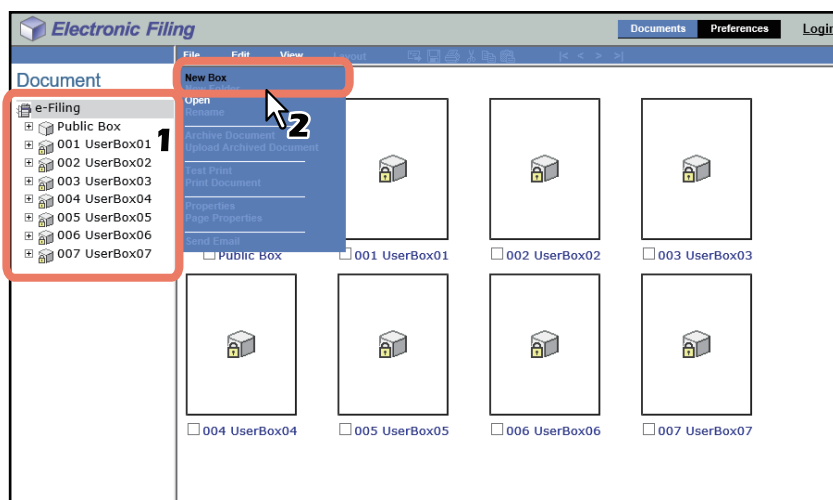 Electronic Filing
Documents Preferences Login
File Edit View Layout |< < > >|
Document
e-Filing
Public Box
001 UserBox01
002 UserBox02
003 UserBox03
004 UserBox04
005 UserBox05
006 UserBox06
007 UserBox07
1
New Box
New Folder
Open
Rename
Archive Document
Upload Archived Document
Test Print
Print Document
Properties
Page Properties
Send Email
2
Public Box 001 UserBox01 002 UserBox02 003 UserBox03
004 UserBox04 005 UserBox05 006 UserBox06 007 UserBox07